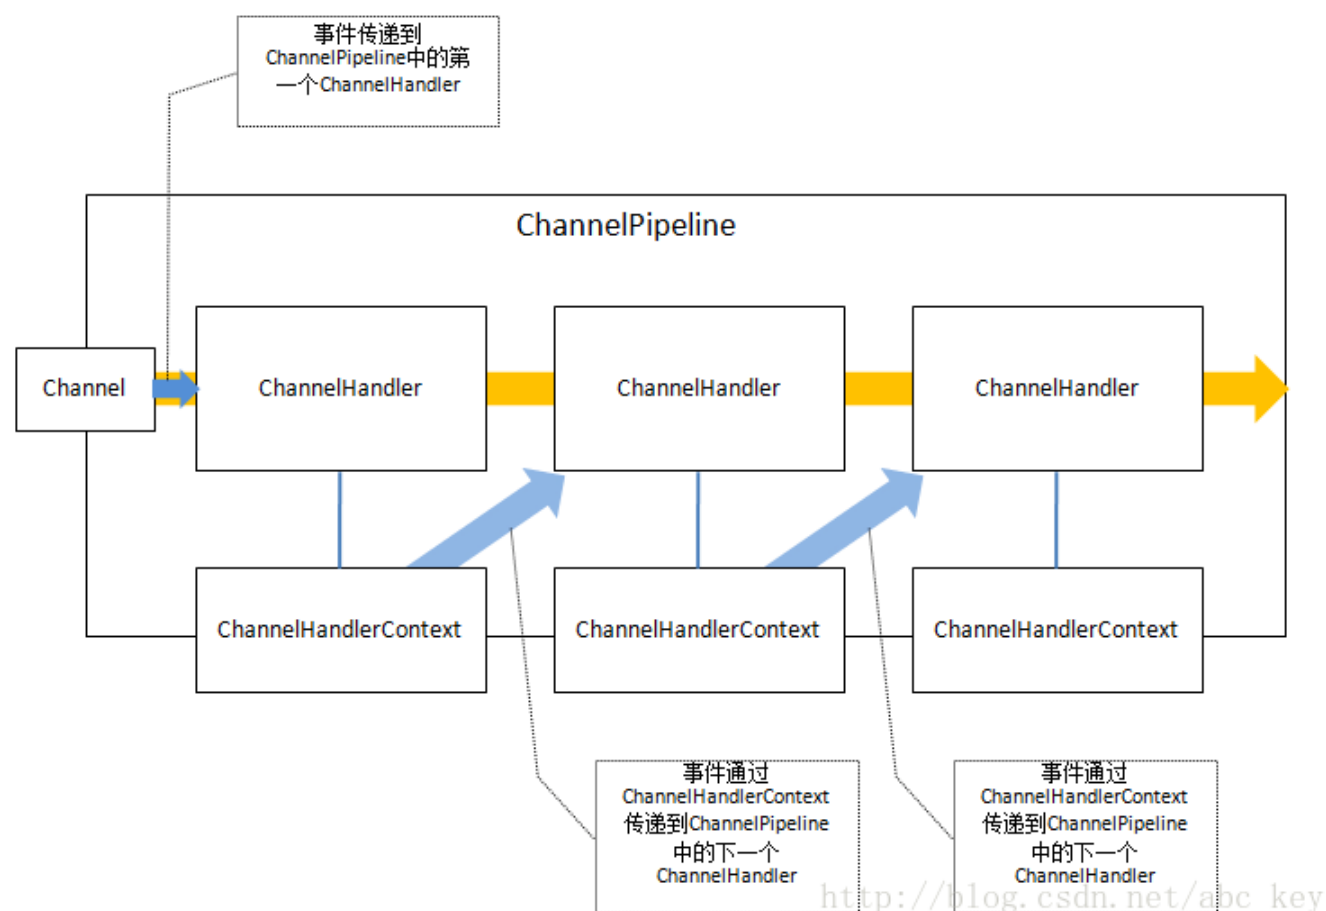 事件传递到
ChannelPipeline中的第
一个ChannelHandler
ChannelPipeline
Channel
ChannelHandler
ChannelHandler
ChannelHandler
ChannelHandlerContext
ChannelHandlerContext
ChannelHandlerContext
事件通过
ChannelHandlerContext
传递到ChannelPipeline
中的下一个
ChannelHandler
事件通过
ChannelHandlerContext
传递到ChannelPipeline
中的下一个
ChannelHandler
http://blog.csdn.net/abc_key